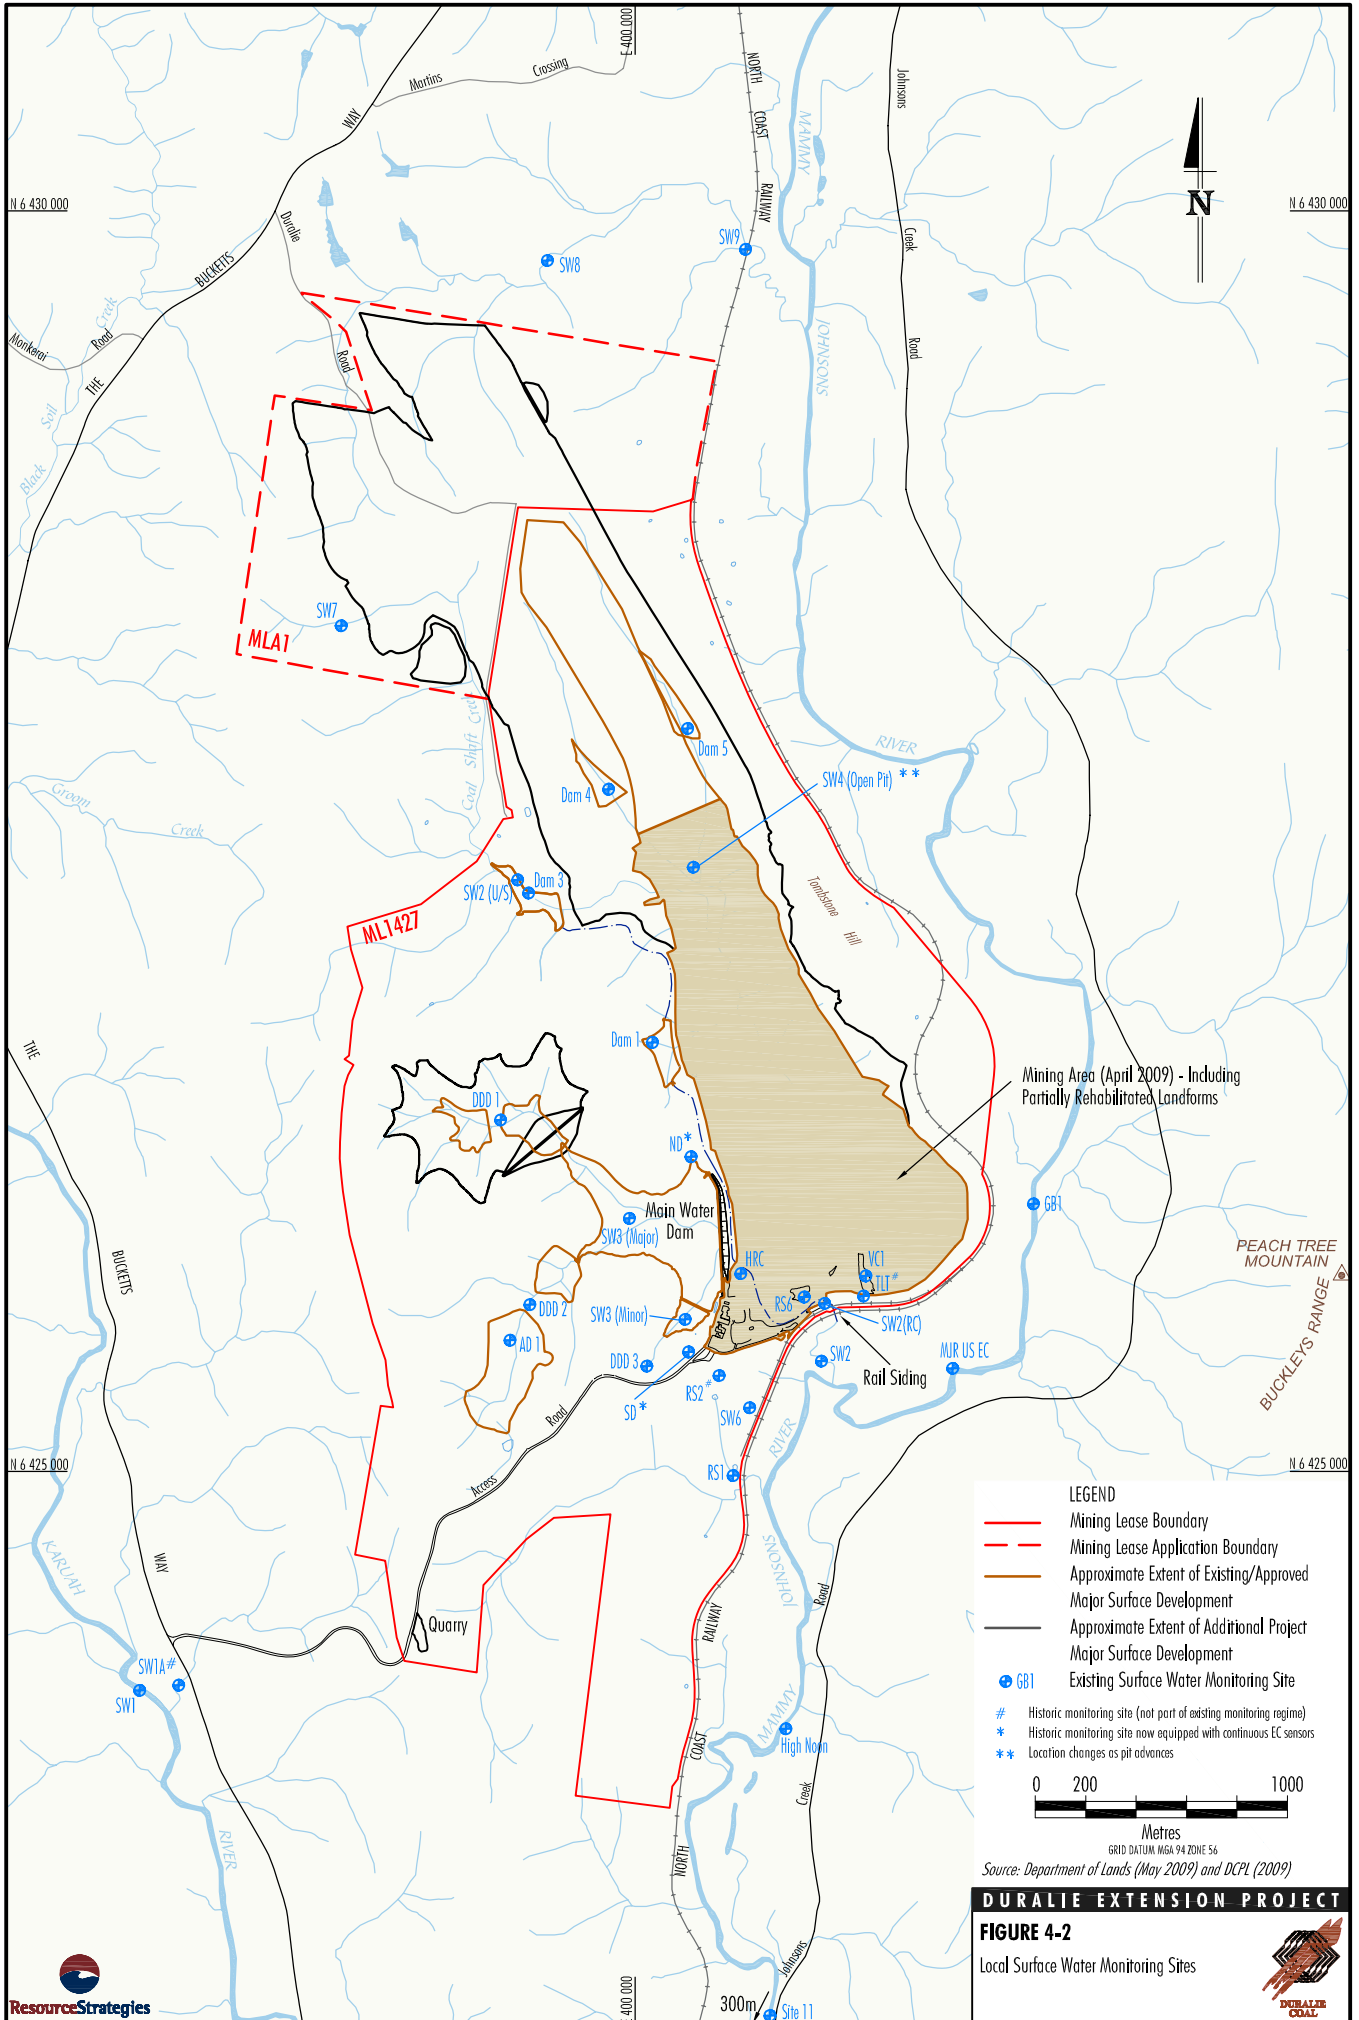 E 400 000
NORTH
COAST
RAILWAY
MAMMY
Johnsons
Martins
Crossing
WAY
N
N 6 430 000
N 6 430 000
Duralie
BUCKETTS
SW9
SW8
Creek
Road
Monkerai
Road
Creek
Road
JOHNSONS
THE
Soil
Black
SW7
MLA1
Coal Shaft Creek
Dam 5
RIVER
SW4 (Open Pit) **
Dam 4
Groom
Creek
Dam 3
SW2 (U/S)
Tombstone
Hill
ML1427
THE
Dam 1
Mining Area (April 2009) - Including
Partially Rehabilitated Landforms
DDD 1
ND*
GB1
Main Water
Dam
SW3 (Major)
PEACH TREE
MOUNTAIN
BUCKETTS
HRC
VC1
TLT#
RS6
DDD 2
SW3 (Minor)
SW2(RC)
AD 1
SW2
MJR US EC
DDD 3
Rail Siding
BUCKLEYS RANGE
RS2#
SD*
Road
SW6
RIVER
N 6 425 000
RS1
N 6 425 000
Access
KARUAH
WAY
SNOSNHOJ
Road
Quarry
RAILWAY
SW1A#
SW1
MAMMY
High Noon
COAST
Creek
RIVER
NORTH
Johnsons
E 400 000
300m
Site 11
LEGEND
Mining Lease Boundary
Mining Lease Application Boundary
Approximate Extent of Existing/Approved
Major Surface Development
Approximate Extent of Additional Project
Major Surface Development
GB1 Existing Surface Water Monitoring Site
# Historic monitoring site (not part of existing monitoring regime)
* Historic monitoring site now equipped with continuous EC sensors
** Location changes as pit advances
0 200 1000
Metres
GRID DATUM MGA 94 ZONE 56
Source: Department of Lands (May 2009) and DCPL (2009)
DURALIE EXTENSION PROJECT
FIGURE 4-2
Local Surface Water Monitoring Sites
DURALIE
COAL
ResourceStrategies